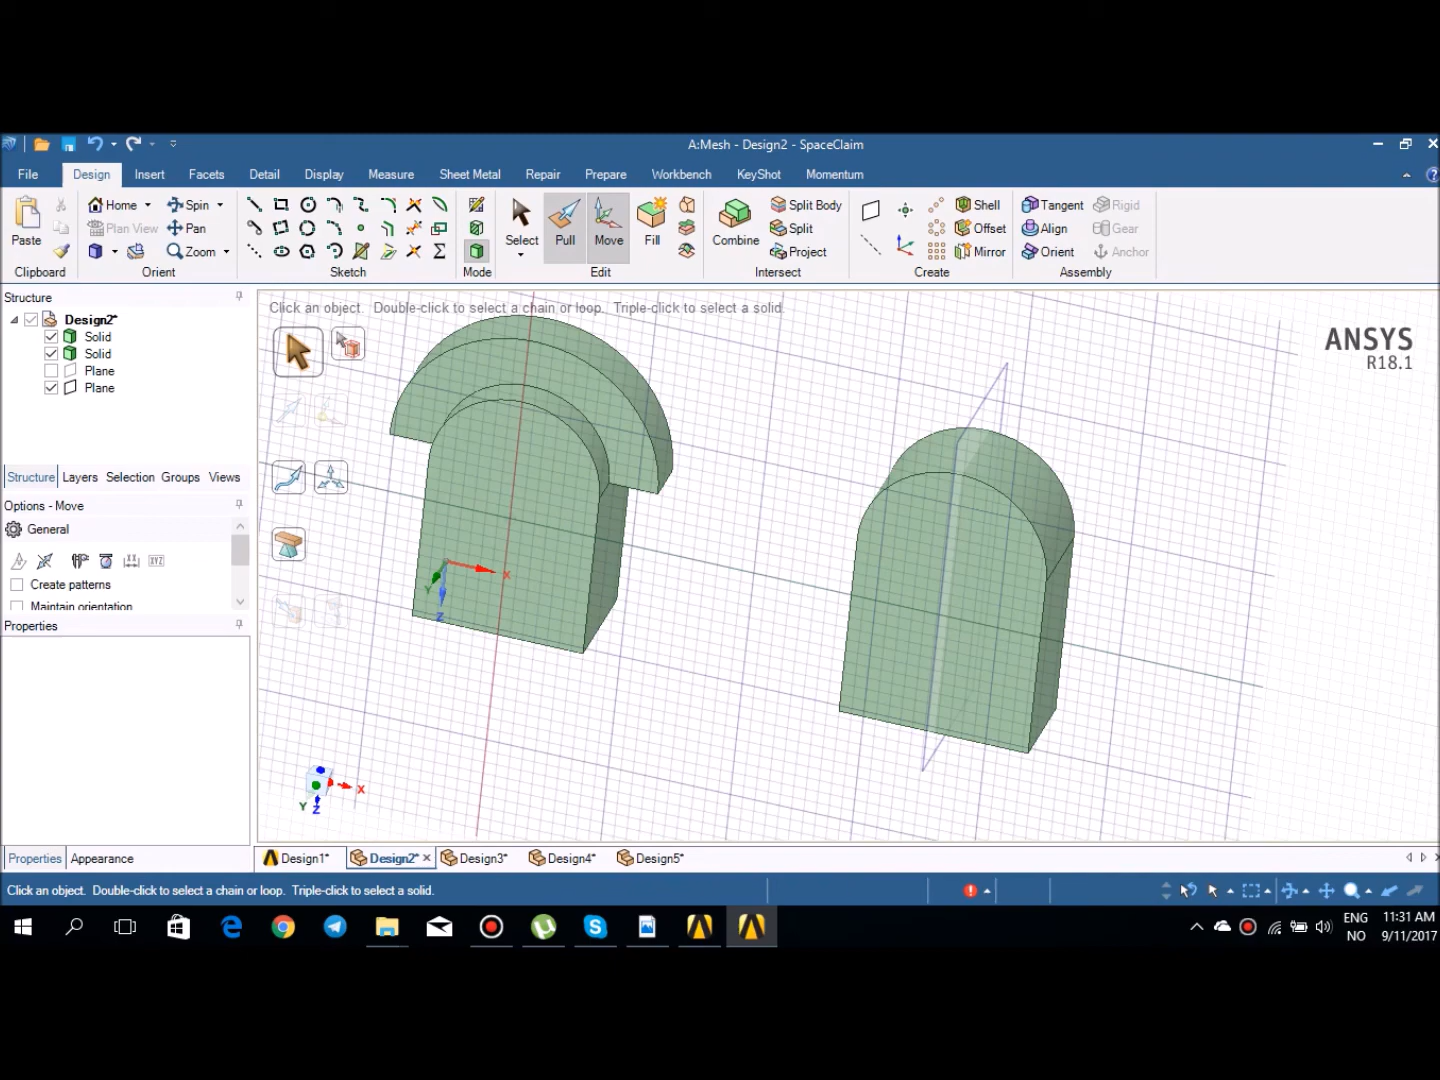 A:Mesh - Design2 - SpaceClaim
File Design Insert Facets Detail Display Measure Sheet Metal Repair Prepare Workbench KeyShot Momentum
Home Spin Shell Tangent Rigid
Split Body
Plan View Pan Split Offset Align Gear
Paste Select Pull Move Fill Combine
Zoom Project Mirror Orient Anchor
Clipboard Orient Sketch Mode Edit Intersect Create Assembly
Structure
Design2*
Solid
Solid
Plane
Plane
Structure Layers Selection Groups Views
Options - Move
General
XYZ
Create patterns
Maintain orientation
Properties
Properties Appearance
Click an object. Double-click to select a chain or loop. Triple-click to select a solid.
ANSYS
R18.1
X
Y
Z
X
Y
Z
Design1* Design2* Design3* Design4* Design5*
Click an object. Double-click to select a chain or loop. Triple-click to select a solid.
ENG 11:31 AM
NO 9/11/2017